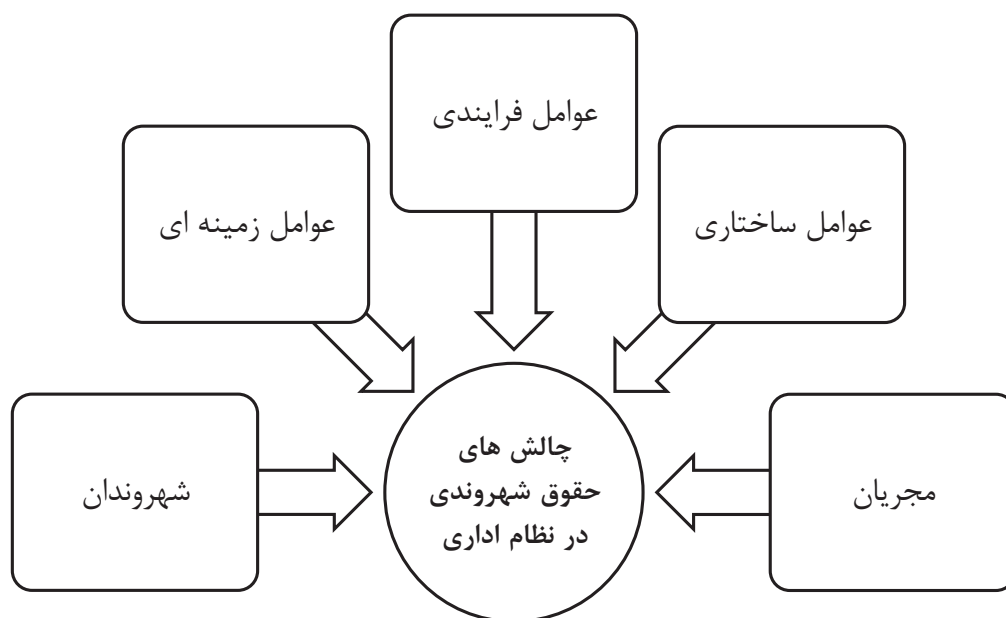 عوامل فرایندی
عوامل ساختاری
عوامل زمینه ای
مجریان
چالش های
حقوق شهروندی
در نظام اداری
شهروندان